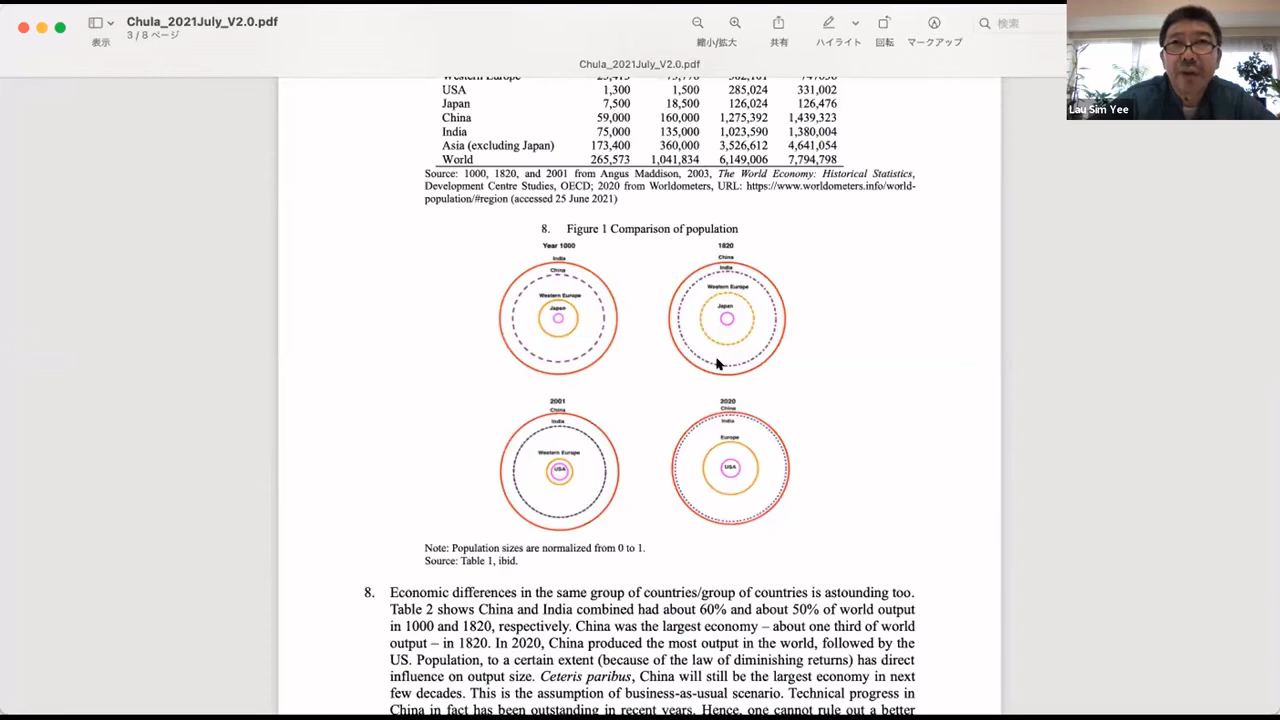 Chula_2021July_V2.0.pdf
3 / 8 ページ
表示
縮小/拡大
共有
ハイライト
回転
マークアップ
検索
Lau Sim Yee
Chula_2021July_V2.0.pdf
Western Europe
USA 1,300 1,500 285,024 331,002
Japan 7,500 18,500 126,024 126,476
China 59,000 160,000 1,275,392 1,439,323
India 75,000 135,000 1,023,590 1,380,004
Asia (excluding Japan) 173,400 360,000 3,526,612 4,641,054
World 265,573 1,041,834 6,149,006 7,794,798
Source: 1000, 1820, and 2001 from Angus Maddison, 2003, The World Economy: Historical Statistics,
Development Centre Studies, OECD; 2020 from Worldometers, URL: https://www.worldometers.info/world-
population/#region (accessed 25 June 2021)
8. Figure 1 Comparison of population
Year 1000
India
China
Western Europe
Japan
1820
China
India
Western Europe
Japan
2001
China
India
Western Europe
USA
2020
China
India
Europe
USA
Note: Population sizes are normalized from 0 to 1.
Source: Table 1, ibid.
8. Economic differences in the same group of countries/group of countries is astounding too.
Table 2 shows China and India combined had about 60% and about 50% of world output
in 1000 and 1820, respectively. China was the largest economy – about one third of world
output – in 1820. In 2020, China produced the most output in the world, followed by the
US. Population, to a certain extent (because of the law of diminishing returns) has direct
influence on output size. Ceteris paribus, China will still be the largest economy in next
few decades. This is the assumption of business-as-usual scenario. Technical progress in
China in fact has been outstanding in recent years. Hence, one cannot rule out a better